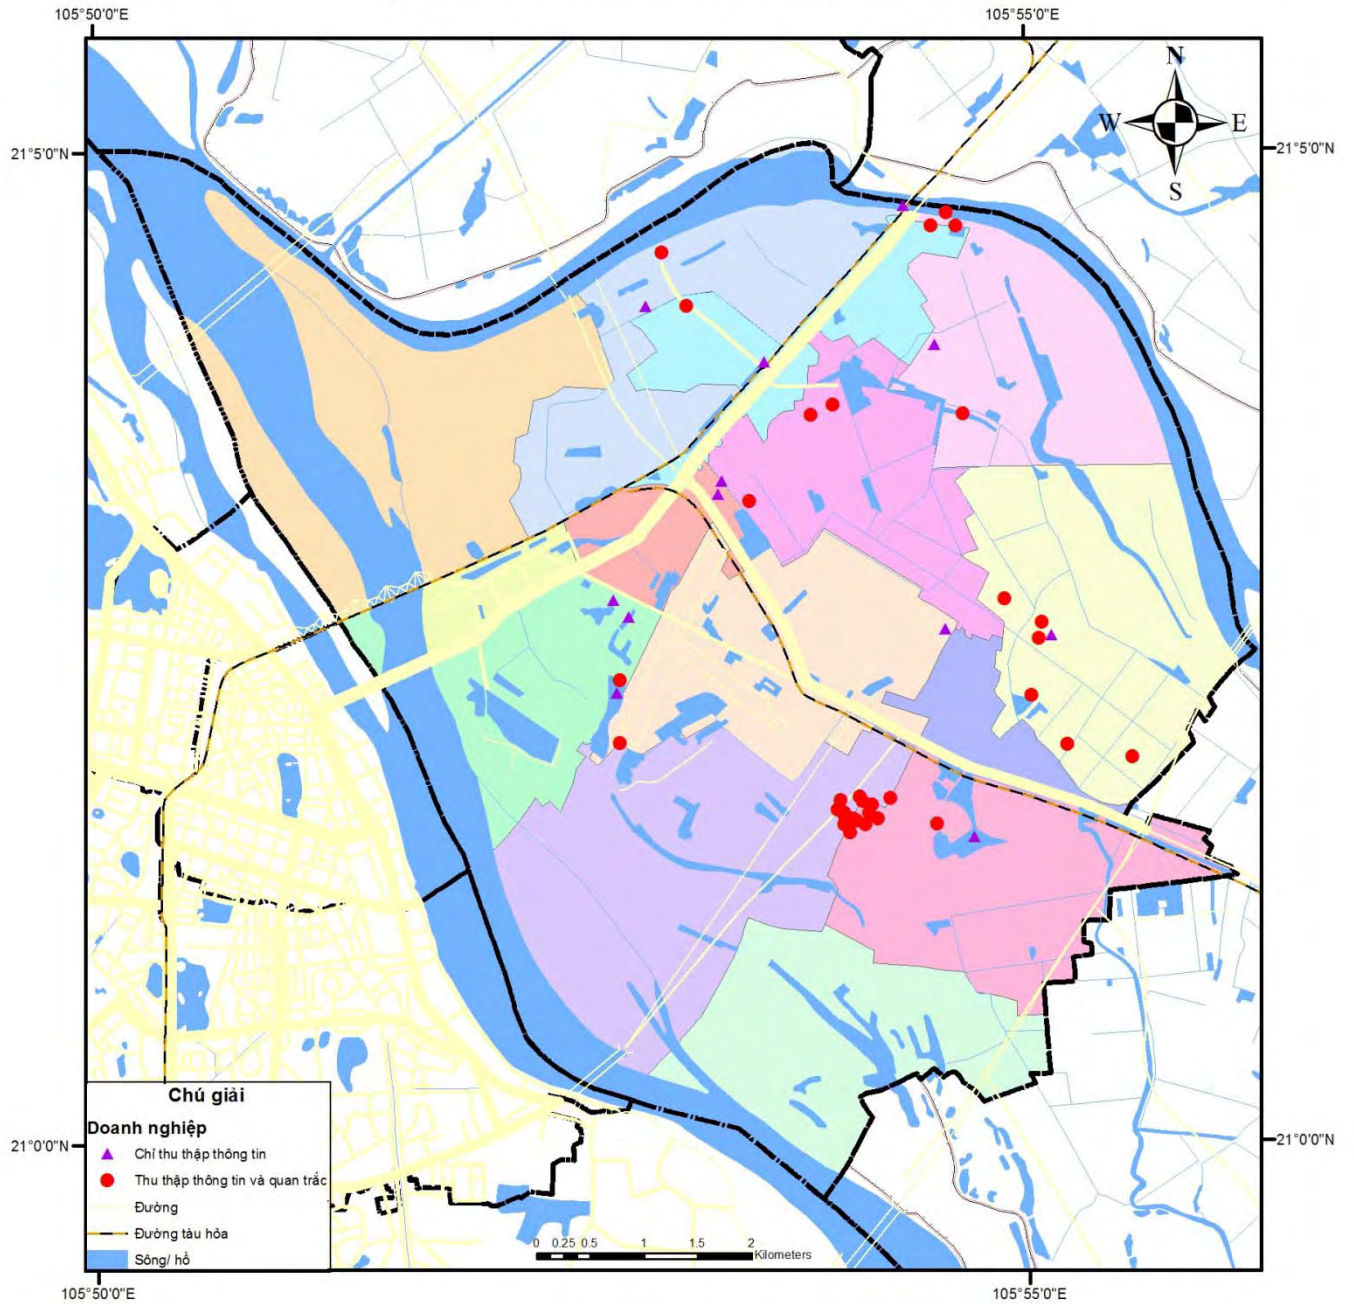 105°50'0"E 105°55'0"E
N
W E
S
21°5'0"N 21°5'0"N
Chú giải
Doanh nghiệp
Chỉ thu thập thông tin
Thu thập thông tin và quan trắc
Đường
Đường tàu hỏa
Sông/ hồ
21°0'0"N 21°0'0"N
0 0.25 0.5 1 1.5 2
Kilometers
105°50'0"E 105°55'0"E